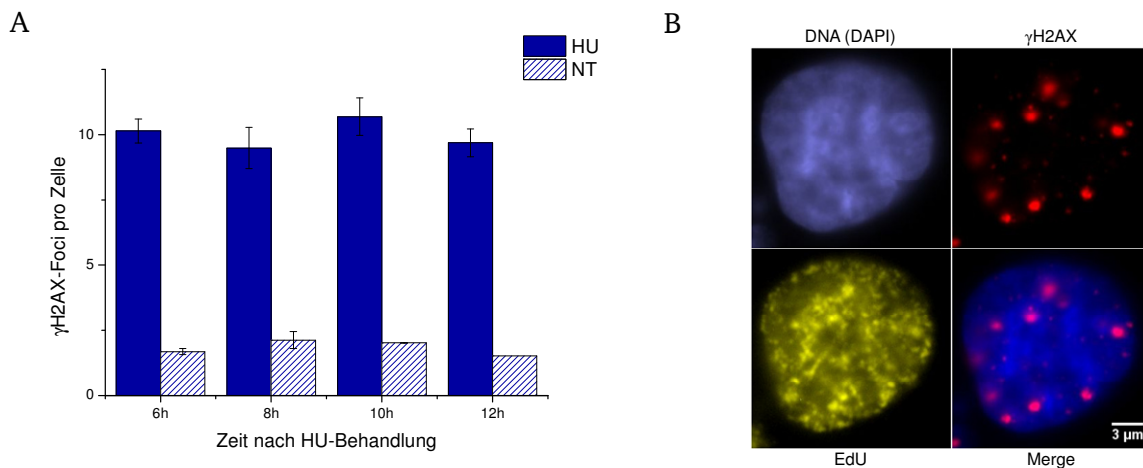 A
HU
NT
γH2AX-Foci pro Zelle
10
5
0
6h
8h
10h
12h
Zeit nach HU-Behandlung
B
DNA (DAPI)
γH2AX
3 µm
EdU
Merge